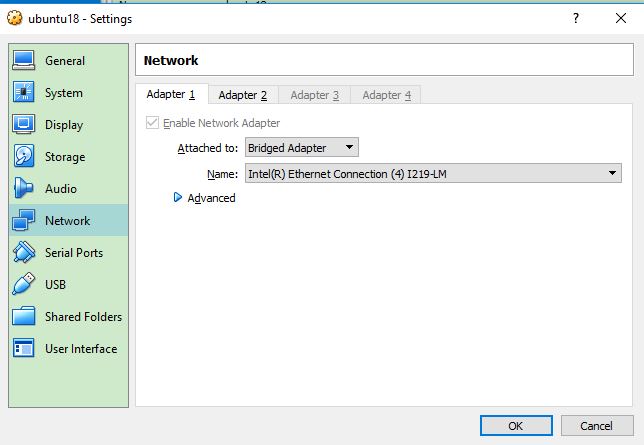 ubuntu18 - Settings
?
General
System
Display
Storage
Audio
Network
Serial Ports
USB
Shared Folders
User Interface
Network
Adapter 1 Adapter 2 Adapter 3 Adapter 4
Enable Network Adapter
Attached to: Bridged Adapter
Name: Intel(R) Ethernet Connection (4) I219-LM
Advanced
OK Cancel